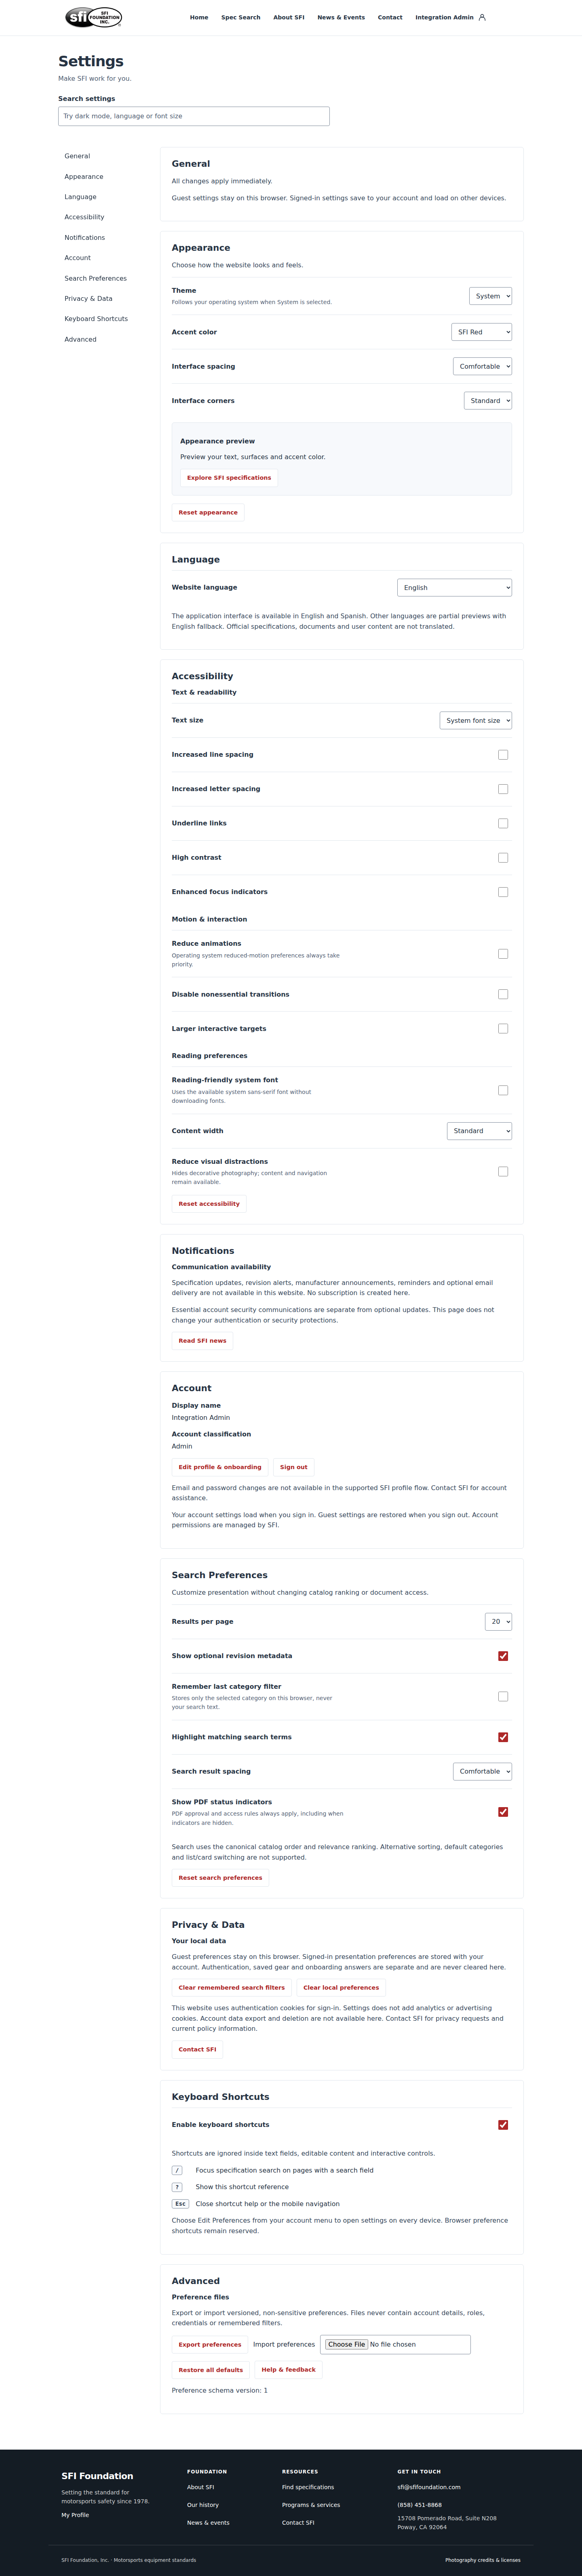 sfi SFI FOUNDATION INC.
Home Spec Search About SFI News & Events Contact Integration Admin
Settings
Make SFI work for you.
Search settings
Try dark mode, language or font size
General
Appearance
Language
Accessibility
Notifications
Account
Search Preferences
Privacy & Data
Keyboard Shortcuts
Advanced
General
All changes apply immediately.
Guest settings stay on this browser. Signed-in settings save to your account and load on other devices.
Appearance
Choose how the website looks and feels.
Theme
Follows your operating system when System is selected.
System
Accent color
SFI Red
Interface spacing
Comfortable
Interface corners
Standard
Appearance preview
Preview your text, surfaces and accent color.
Explore SFI specifications
Reset appearance
Language
Website language
English
The application interface is available in English and Spanish. Other languages are partial previews with
English fallback. Official specifications, documents and user content are not translated.
Accessibility
Text & readability
Text size
System font size
Increased line spacing
Increased letter spacing
Underline links
High contrast
Enhanced focus indicators
Motion & interaction
Reduce animations
Operating system reduced-motion preferences always take
priority.
Disable nonessential transitions
Larger interactive targets
Reading preferences
Reading-friendly system font
Uses the available system sans-serif font without
downloading fonts.
Content width
Standard
Reduce visual distractions
Hides decorative photography; content and navigation
remain available.
Reset accessibility
Notifications
Communication availability
Specification updates, revision alerts, manufacturer announcements, reminders and optional email
delivery are not available in this website. No subscription is created here.
Essential account security communications are separate from optional updates. This page does not
change your authentication or security protections.
Read SFI news
Account
Display name
Integration Admin
Account classification
Admin
Edit profile & onboarding
Sign out
Email and password changes are not available in the supported SFI profile flow. Contact SFI for account
assistance.
Your account settings load when you sign in. Guest settings are restored when you sign out. Account
permissions are managed by SFI.
Search Preferences
Customize presentation without changing catalog ranking or document access.
Results per page
20
Show optional revision metadata
Remember last category filter
Stores only the selected category on this browser, never
your search text.
Highlight matching search terms
Search result spacing
Comfortable
Show PDF status indicators
PDF approval and access rules always apply, including when
indicators are hidden.
Search uses the canonical catalog order and relevance ranking. Alternative sorting, default categories
and list/card switching are not supported.
Reset search preferences
Privacy & Data
Your local data
Guest preferences stay on this browser. Signed-in presentation preferences are stored with your
account. Authentication, saved gear and onboarding answers are separate and are never cleared here.
Clear remembered search filters
Clear local preferences
This website uses authentication cookies for sign-in. Settings does not add analytics or advertising
cookies. Account data export and deletion are not available here. Contact SFI for privacy requests and
current policy information.
Contact SFI
Keyboard Shortcuts
Enable keyboard shortcuts
Shortcuts are ignored inside text fields, editable content and interactive controls.
/ Focus specification search on pages with a search field
? Show this shortcut reference
Esc Close shortcut help or the mobile navigation
Choose Edit Preferences from your account menu to open settings on every device. Browser preference
shortcuts remain reserved.
Advanced
Preference files
Export or import versioned, non-sensitive preferences. Files never contain account details, roles,
credentials or remembered filters.
Export preferences
Import preferences
Choose File No file chosen
Restore all defaults
Help & feedback
Preference schema version: 1
SFI Foundation
Setting the standard for
motorsports safety since 1978.
My Profile
FOUNDATION
About SFI
Our history
News & events
RESOURCES
Find specifications
Programs & services
Contact SFI
GET IN TOUCH
sfi@sfifoundation.com
(858) 451-8868
15708 Pomerado Road, Suite N208
Poway, CA 92064
SFI Foundation, Inc. · Motorsports equipment standards
Photography credits & licenses